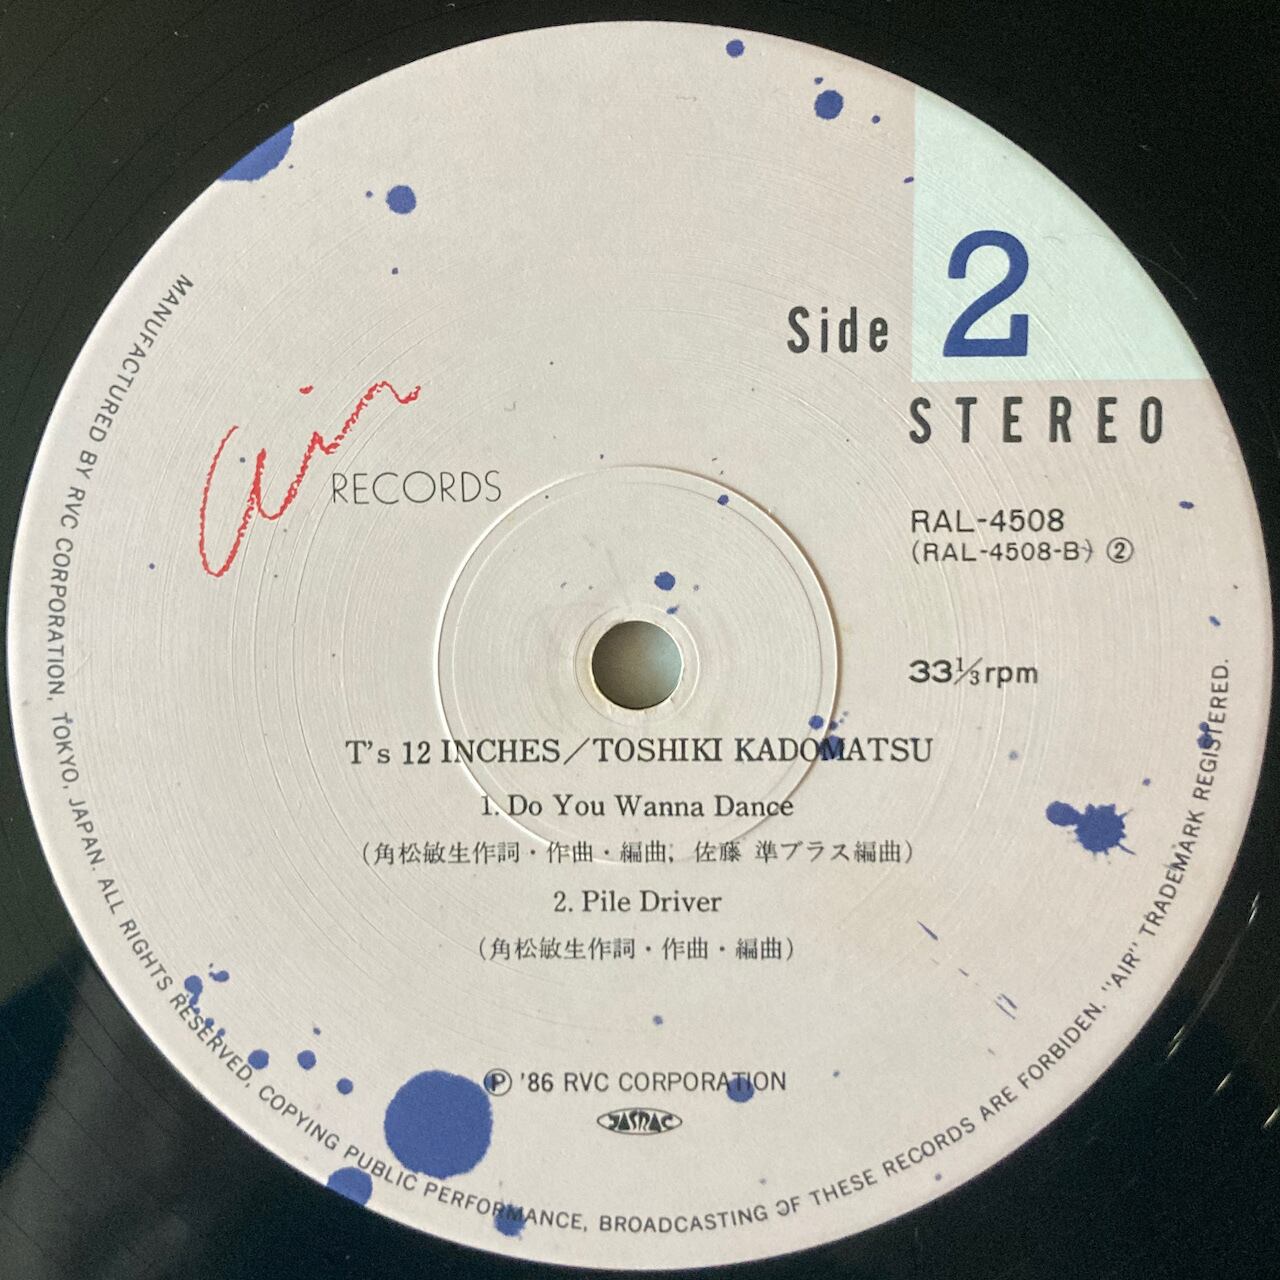 Side 2
STEREO
air RECORDS
RAL-4508
(RAL-4508-B) ②
33⅓rpm
T's 12 INCHES／TOSHIKI KADOMATSU
1. Do You Wanna Dance
(角松敏生作詞・作曲・編曲, 佐藤 準ブラス編曲)
2. Pile Driver
(角松敏生作詞・作曲・編曲)
Ⓟ '86 RVC CORPORATION
JASRAC
MANUFACTURED BY RVC CORPORATION, TOKYO, JAPAN. ALL RIGHTS RESERVED, COPYING PUBLIC PERFORMANCE, BROADCASTING OF THESE RECORDS ARE FORBIDEN. "AIR" TRADEMARK REGISTERED.